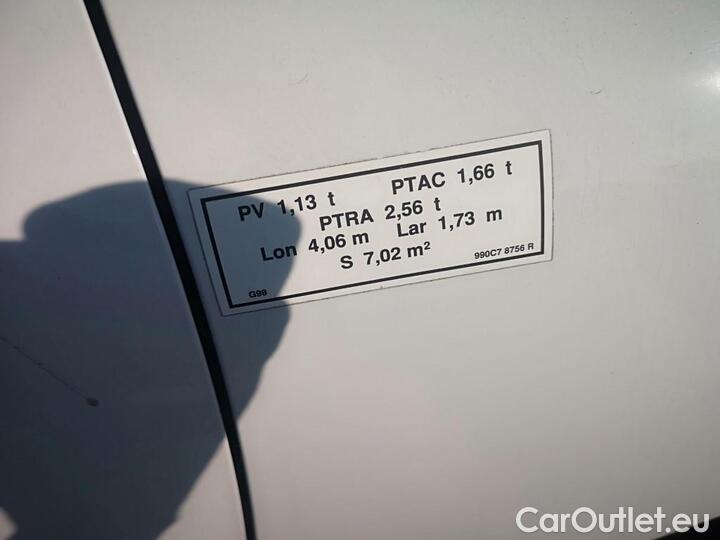 PV 1,13 t PTAC 1,66 t
PTRA 2,56 t
Lon 4,06 m Lar 1,73 m
S 7,02 m²
G98 990C7 8756 R
CarOutlet.eu